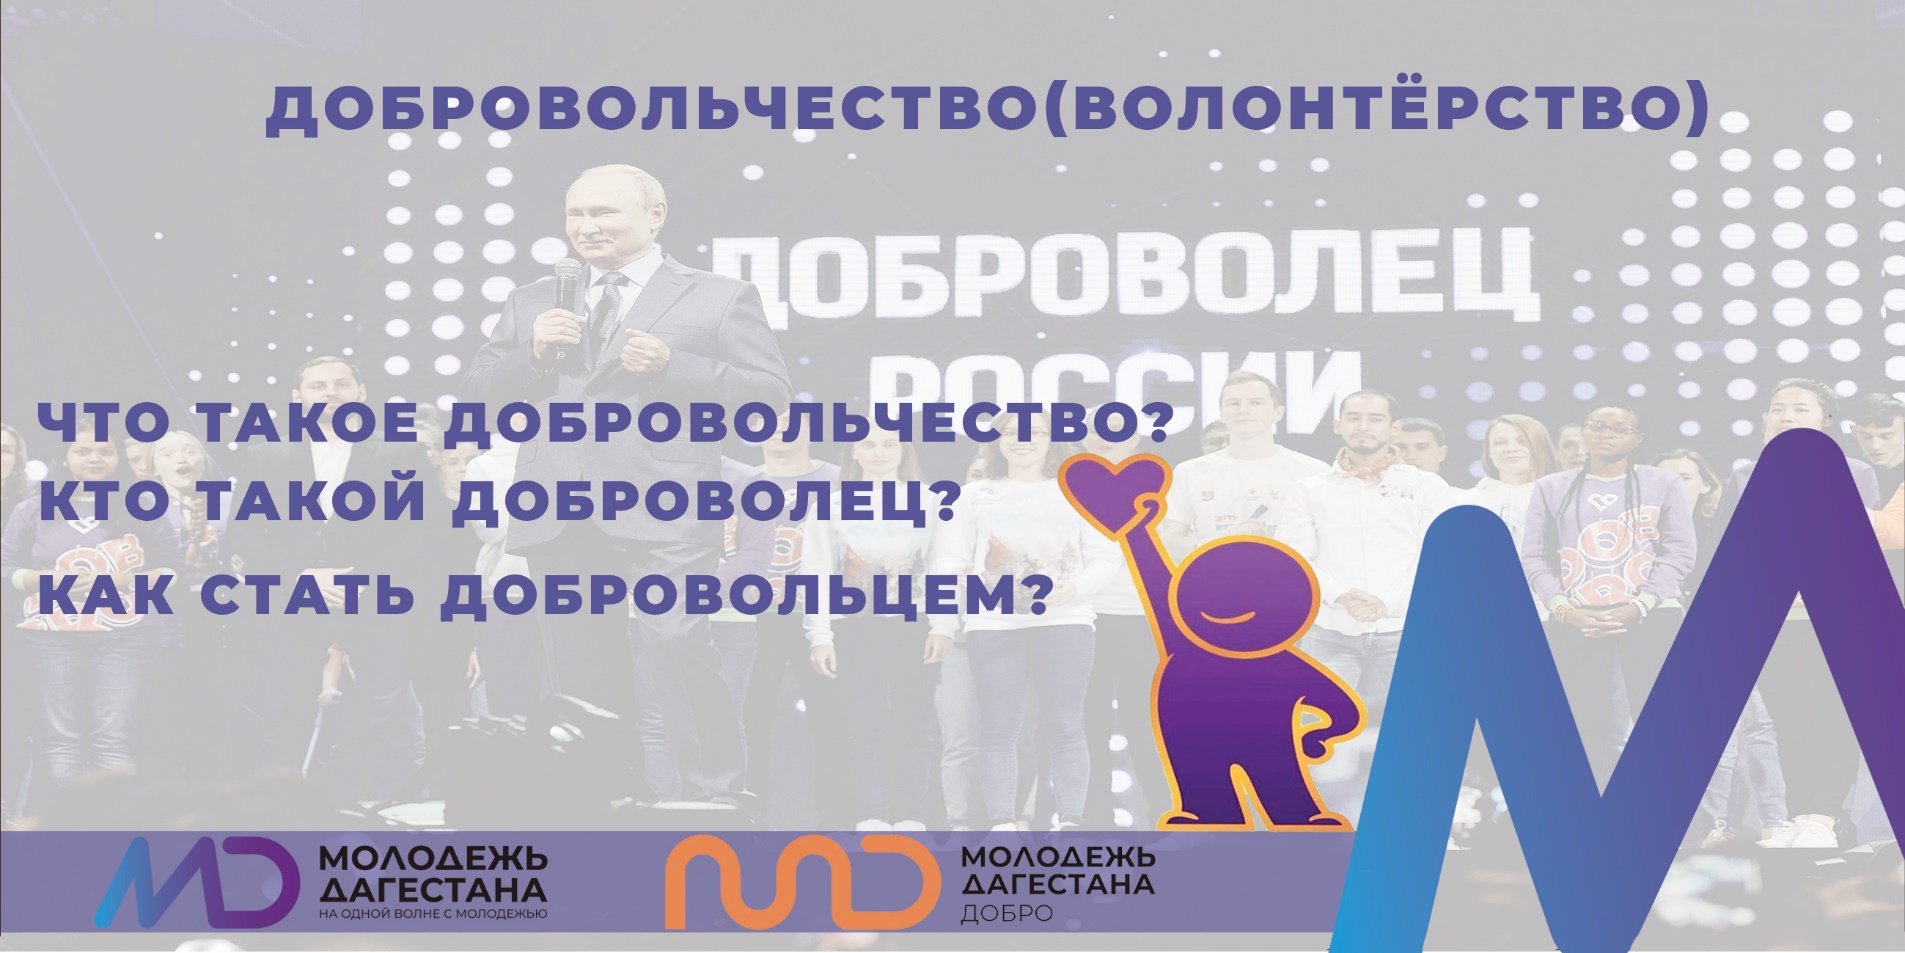 ДОБРОВОЛЬЧЕСТВО(ВОЛОНТЁРСТВО)
ДОБРОВОЛЕЦ
РОССИИ
ЧТО ТАКОЕ ДОБРОВОЛЬЧЕСТВО?
КТО ТАКОЙ ДОБРОВОЛЕЦ?
КАК СТАТЬ ДОБРОВОЛЬЦЕМ?
МОЛОДЕЖЬ
ДАГЕСТАНА
НА ОДНОЙ ВОЛНЕ С МОЛОДЕЖЬЮ
МОЛОДЕЖЬ
ДАГЕСТАНА
ДОБРО